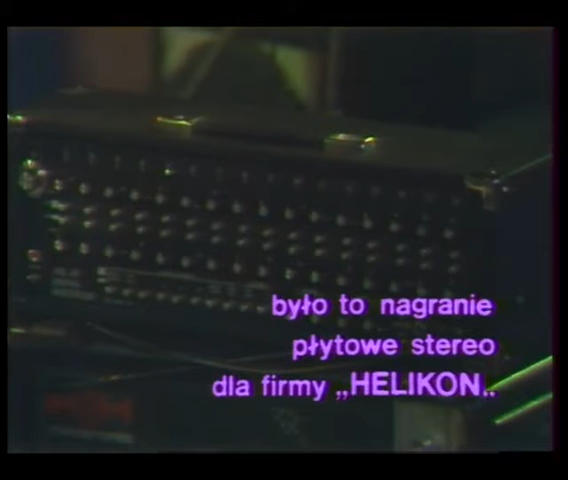 było to nagranie
płytowe stereo
dla firmy „HELIKON„